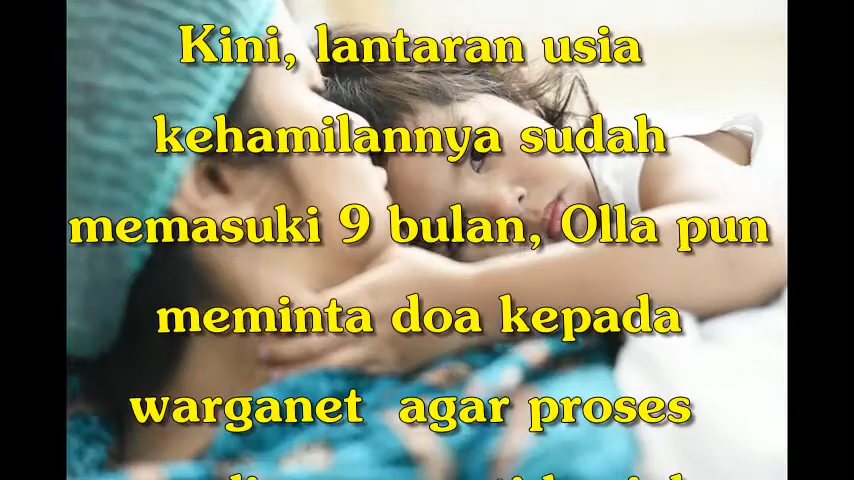 Kini, lantaran usia
kehamilannya sudah
memasuki 9 bulan, Olla pun
meminta doa kepada
warganet agar proses